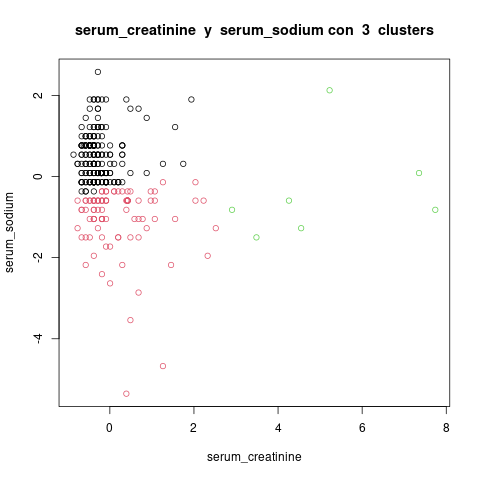 serum_creatinine y serum_sodium con 3 clusters
2
0
-2
-4
serum_sodium
0 2 4 6 8
serum_creatinine